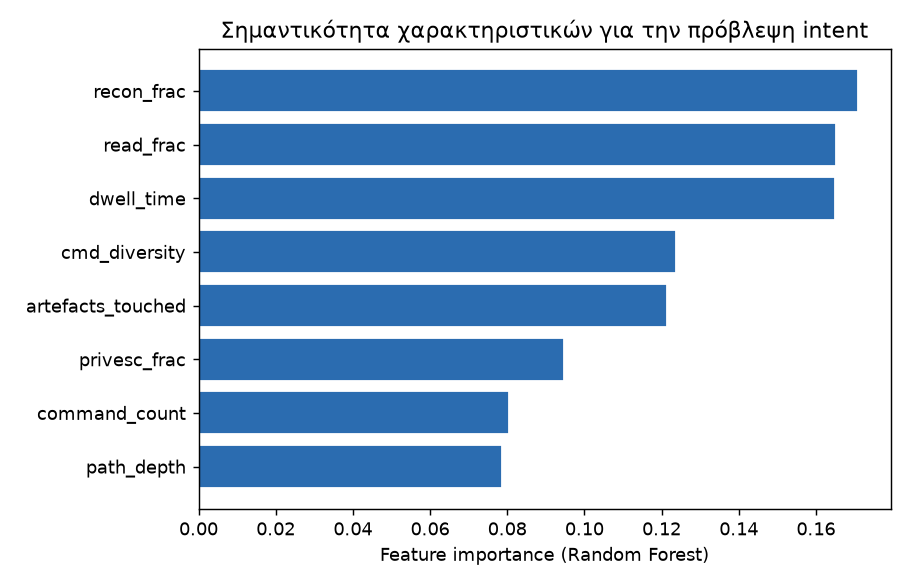 Σημαντικότητα χαρακτηριστικών για την πρόβλεψη intent
recon_frac
read_frac
dwell_time
cmd_diversity
artefacts_touched
privesc_frac
command_count
path_depth
0.00 0.02 0.04 0.06 0.08 0.10 0.12 0.14 0.16
Feature importance (Random Forest)